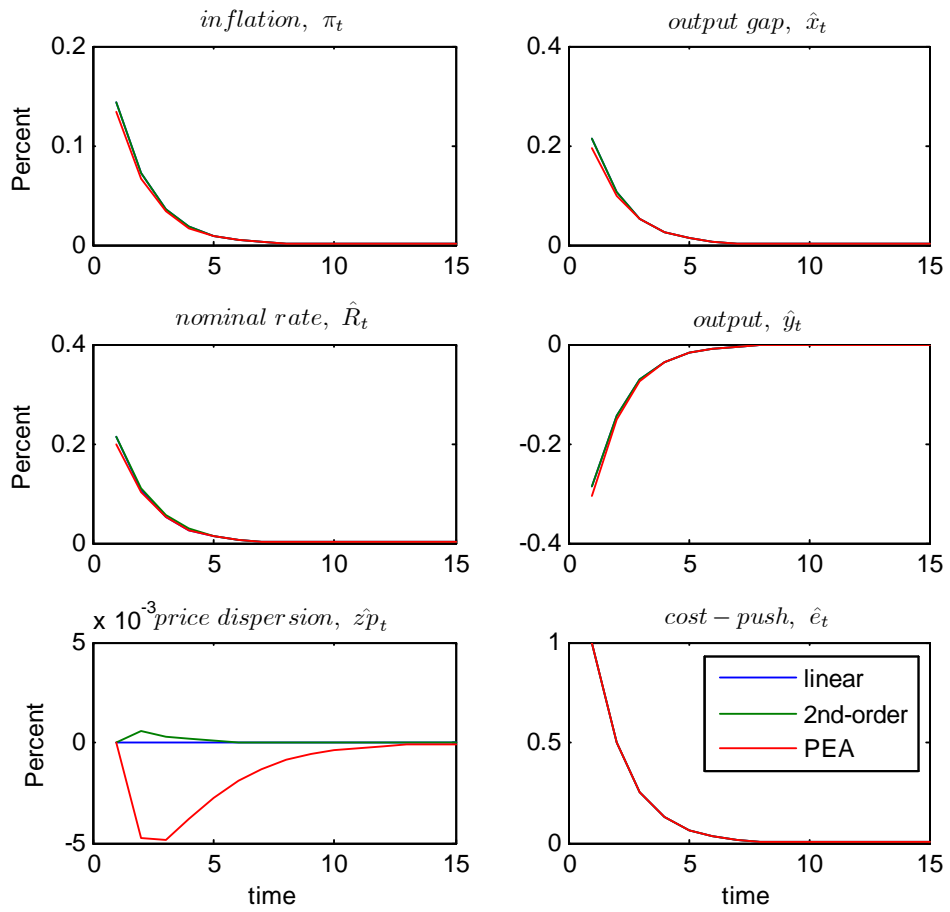 inflation, π_t
output gap, x̂_t
0.2
0.1
0
Percent
0 5 10 15
0.4
0.2
0
0 5 10 15
nominal rate, R̂_t
output, ŷ_t
0.4
0.2
0
Percent
0 5 10 15
0
-0.2
-0.4
0 5 10 15
x 10^-3 price dispersion, ẑp_t
cost − push, ê_t
5
0
-5
Percent
0 5 10 15
time
1
0.5
0
linear
2nd-order
PEA
0 5 10 15
time